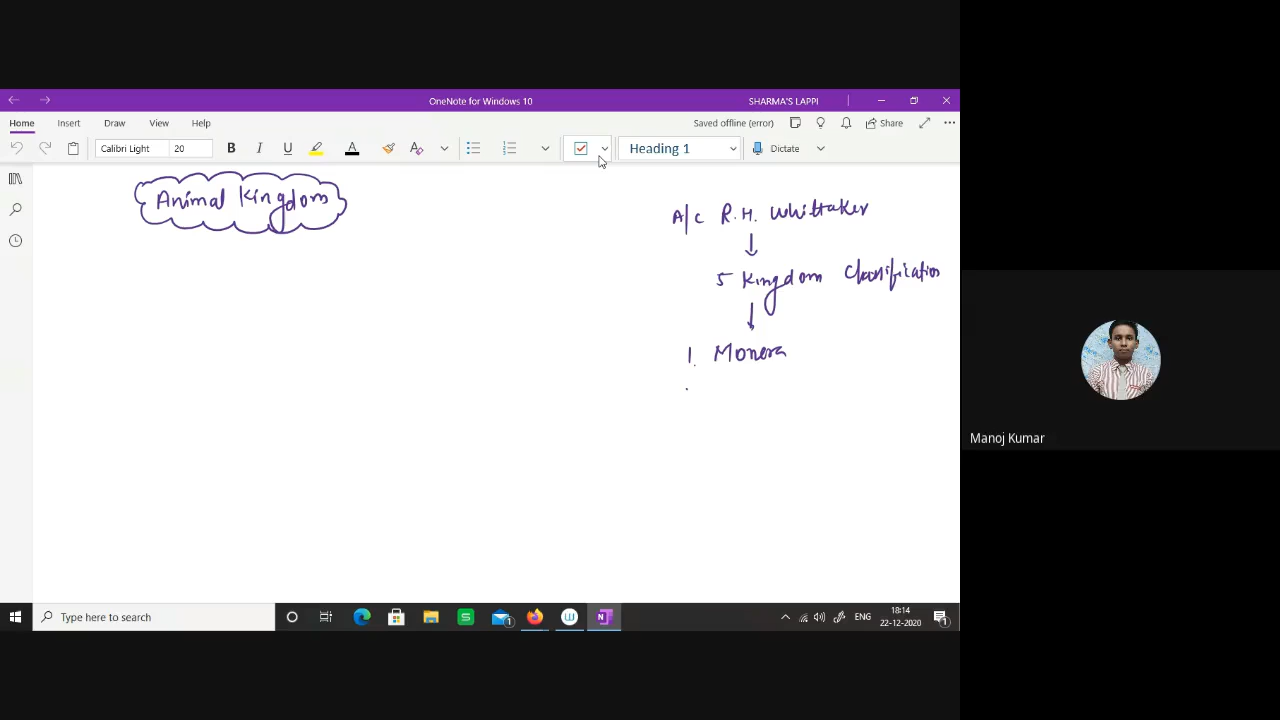 OneNote for Windows 10
SHARMA'S LAPPI
Home Insert Draw View Help
Saved offline (error)
Share
Calibri Light 20
B I U A
Heading 1
Dictate
Animal Kingdom
A/c R.H. Whittaker
5 Kingdom Classification
1. Monera
Manoj Kumar
Type here to search
ENG
18:14
22-12-2020